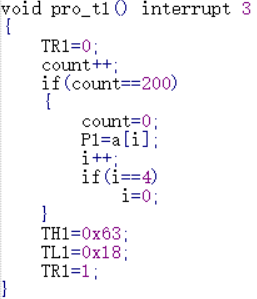 void pro_t1() interrupt 3
{
TR1=0;
count++;
if(count==200)
{
count=0;
P1=a[i];
i++;
if(i==4)
i=0;
}
TH1=0x63;
TL1=0x18;
TR1=1;
}